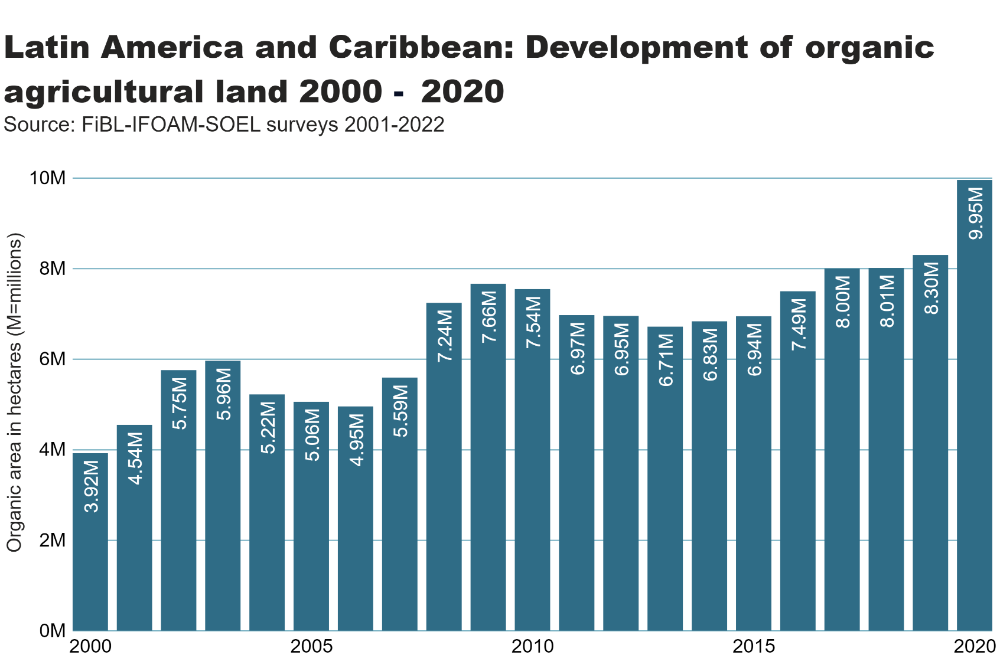 Latin America and Caribbean: Development of organic
agricultural land 2000 - 2020
Source: FiBL-IFOAM-SOEL surveys 2001-2022
Organic area in hectares (M=millions)
10M
8M
6M
4M
2M
0M
3.92M
4.54M
5.75M
5.96M
5.22M
5.06M
4.95M
5.59M
7.24M
7.66M
7.54M
6.97M
6.95M
6.71M
6.83M
6.94M
7.49M
8.00M
8.01M
8.30M
9.95M
2000
2005
2010
2015
2020